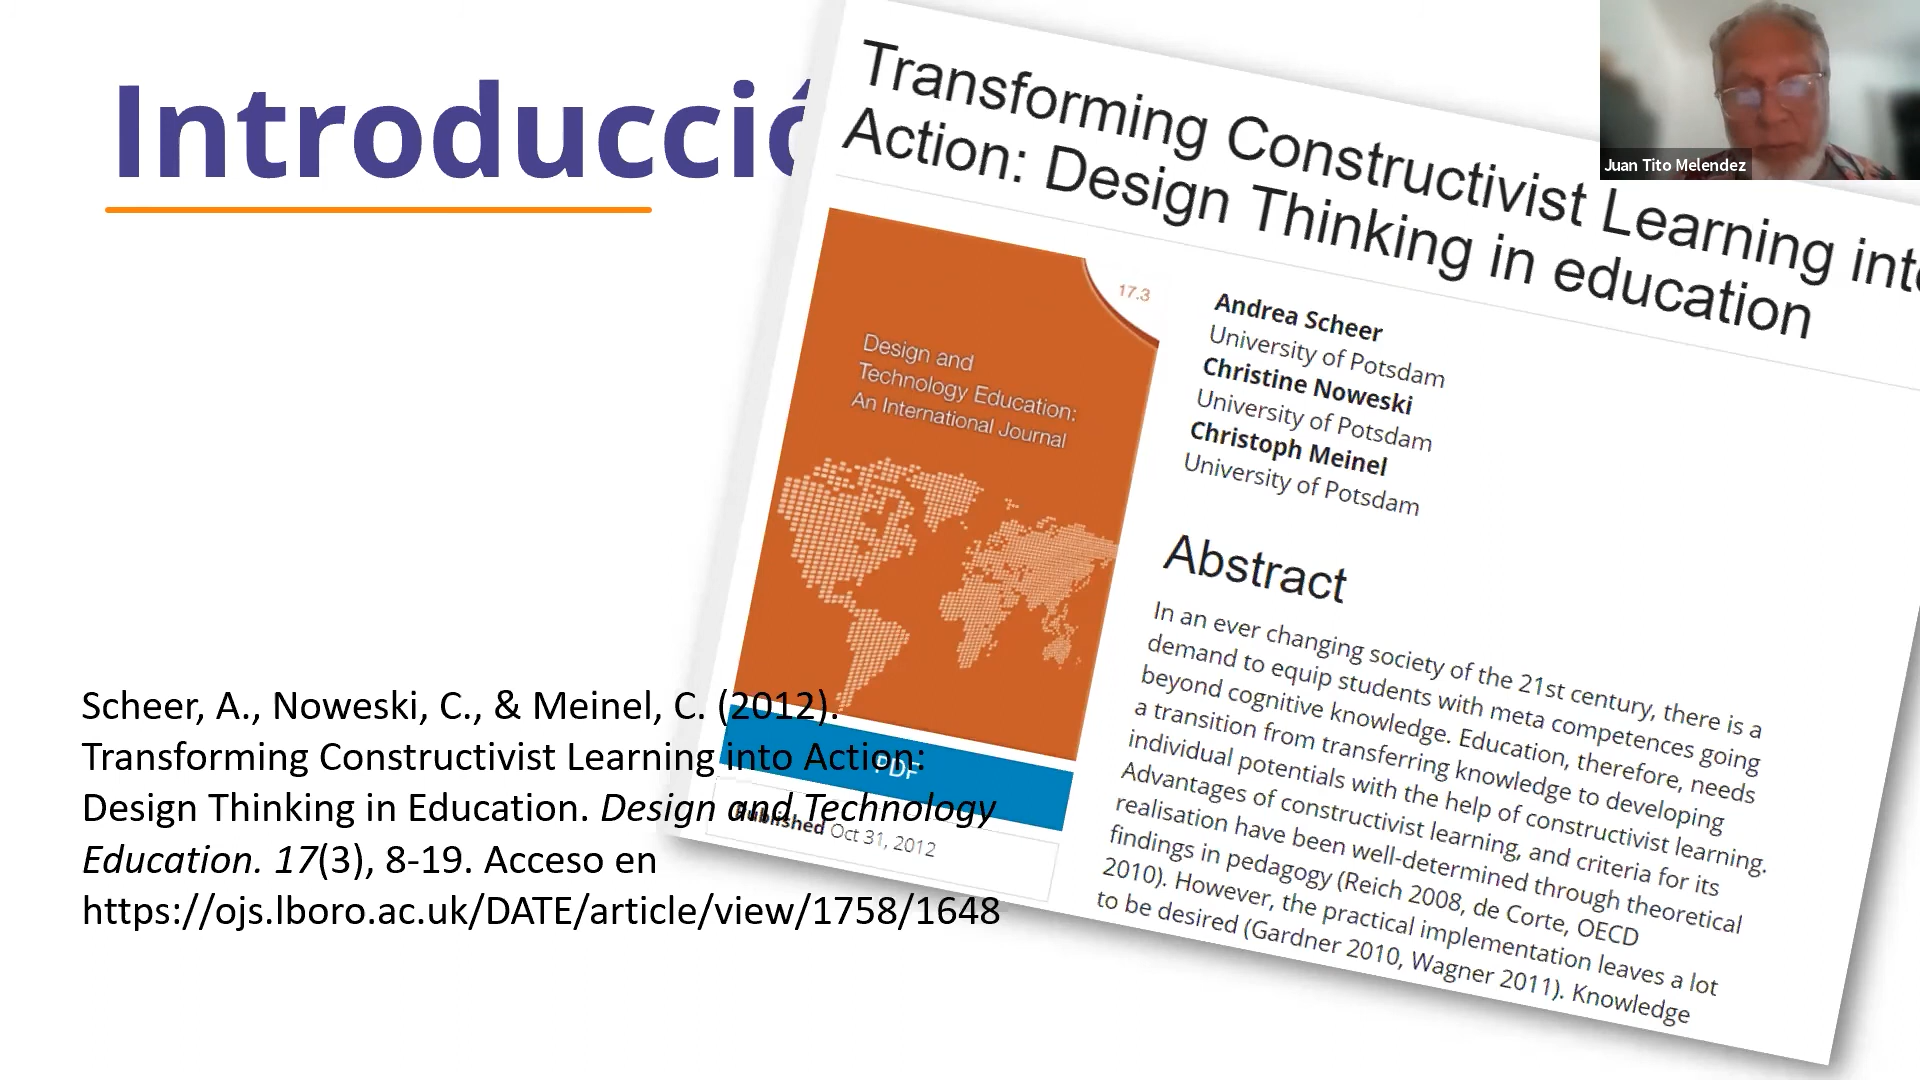 Introducció
Transforming Constructivist Learning into
Action: Design Thinking in education
Juan Tito Melendez
17.3
Design and
Technology Education:
An International Journal
Andrea Scheer
University of Potsdam
Christine Noweski
University of Potsdam
Christoph Meinel
University of Potsdam
Abstract
In an ever changing society of the 21st century, there is a
demand to equip students with meta competences going
beyond cognitive knowledge. Education, therefore, needs
a transition from transferring knowledge to developing
individual potentials with the help of constructivist learning.
Advantages of constructivist learning, and criteria for its
realisation have been well-determined through theoretical
findings in pedagogy (Reich 2008, de Corte, OECD
2010). However, the practical implementation leaves a lot
to be desired (Gardner 2010, Wagner 2011). Knowledge
PDF
Published Oct 31, 2012
Scheer, A., Noweski, C., & Meinel, C. (2012).
Transforming Constructivist Learning into Action:
Design Thinking in Education. Design and Technology
Education. 17(3), 8-19. Acceso en
https://ojs.lboro.ac.uk/DATE/article/view/1758/1648